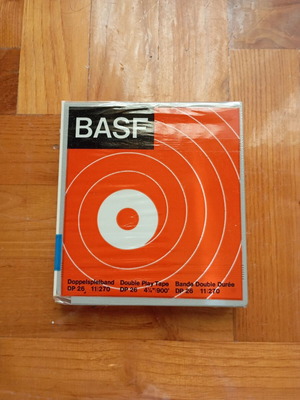 BASF
Doppelspielband Double Play Tape Bande Double Durée
DP 26 11/270 DP 26 4¼"900' DP 26 11/270